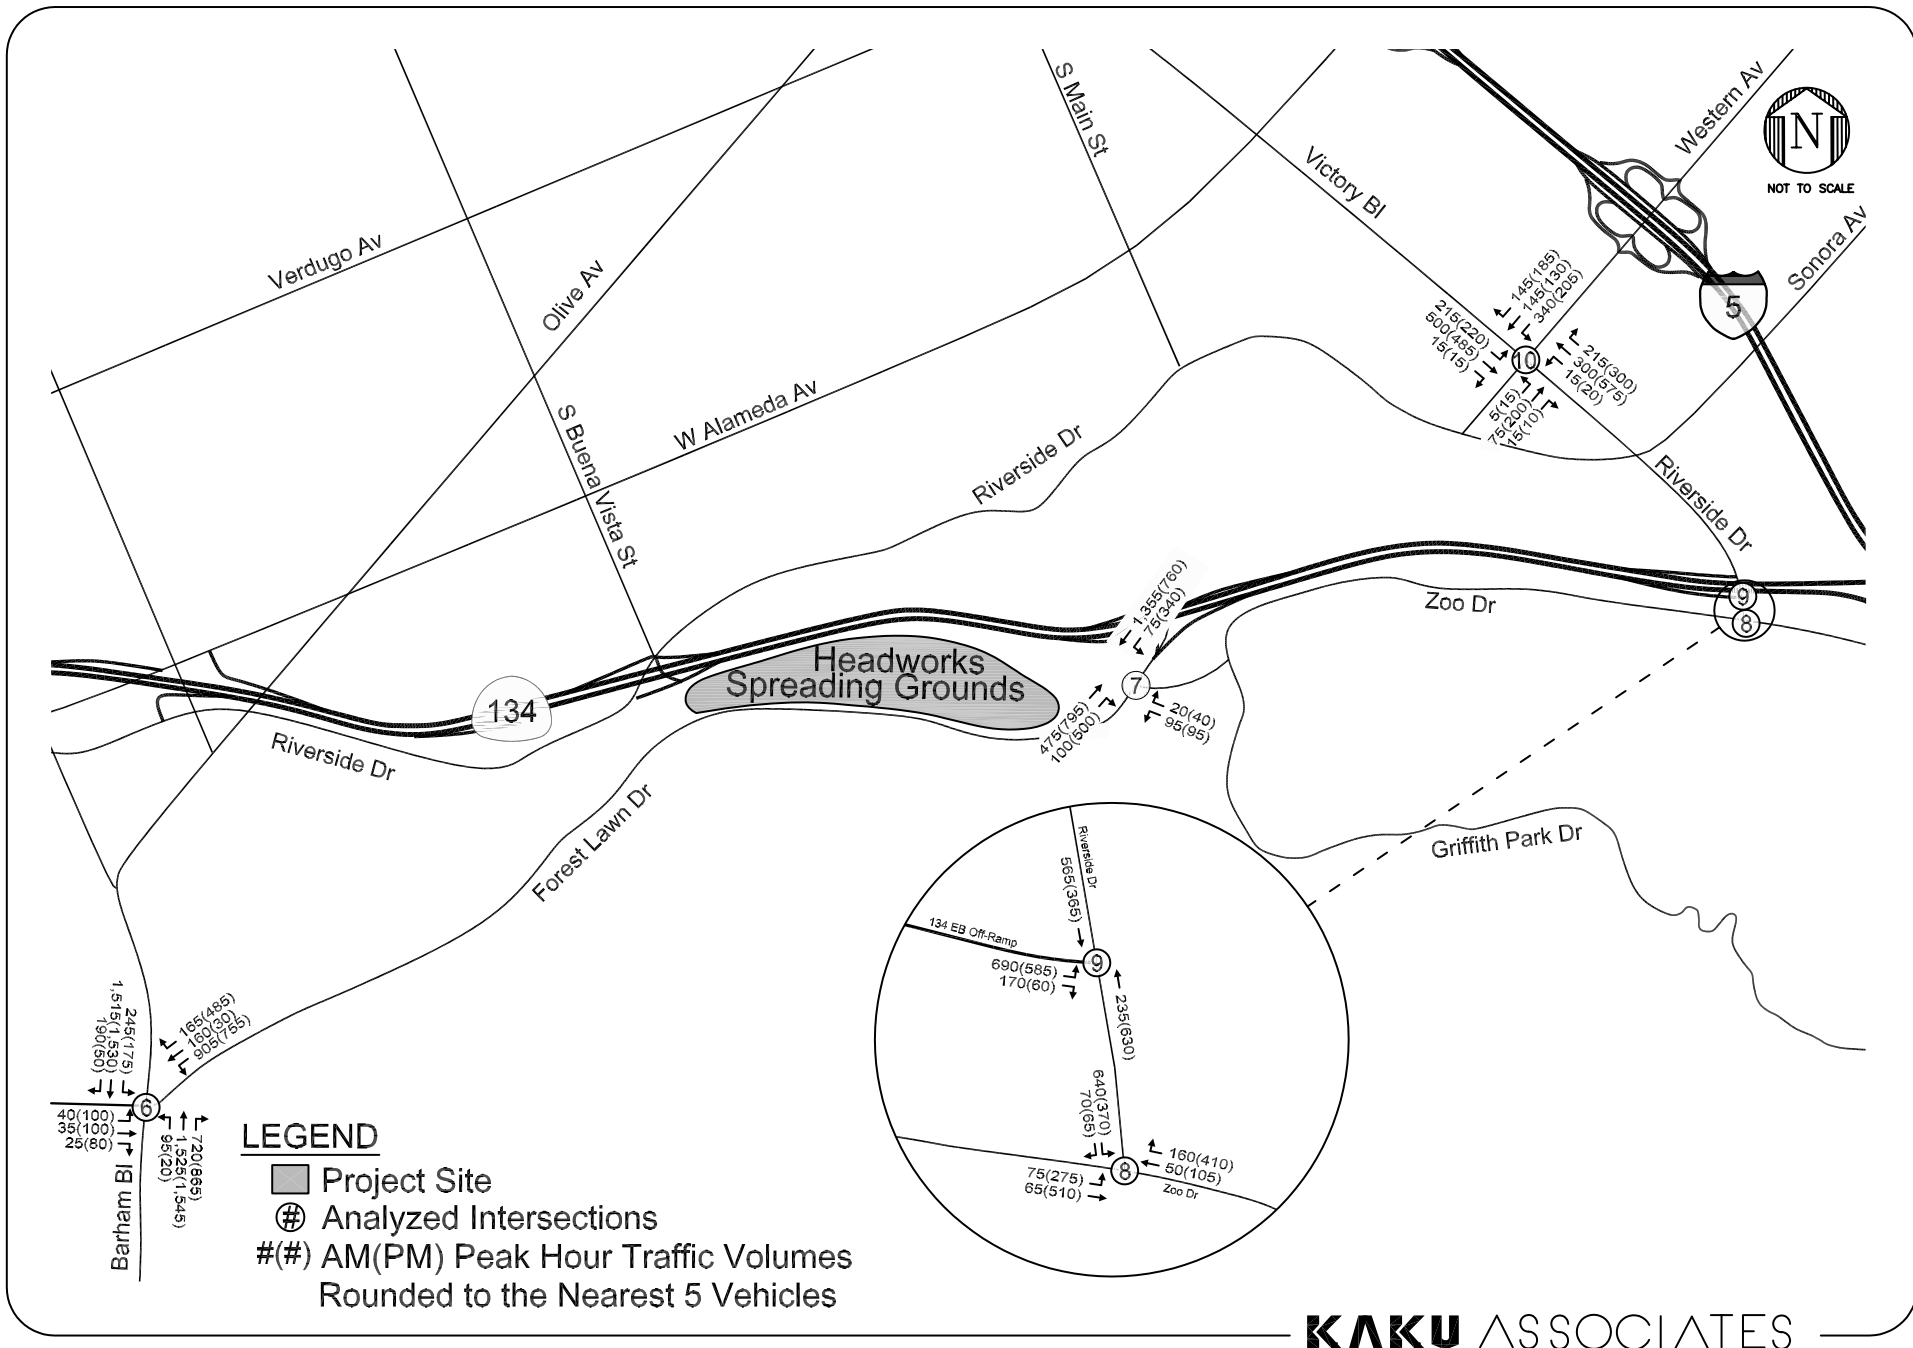 S Main St
Western Av
N
NOT TO SCALE
Victory Bl
Sonora Av
Verdugo Av
Olive Av
5
145(185)
145(130)
340(205)
215(220)
500(485)
15(15)
10
215(300)
300(575)
15(20)
5(15)
75(200)
15(10)
W Alameda Av
S Buena Vista St
Riverside Dr
Riverside Dr
1,355(760)
75(340)
Zoo Dr
9
8
Headworks
Spreading Grounds
7
134
475(795)
100(500)
20(40)
95(95)
Riverside Dr
Forest Lawn Dr
Griffith Park Dr
Riverside Dr
565(365)
134 EB Off-Ramp
9
690(585)
170(60)
235(630)
640(370)
70(65)
8
160(410)
50(105)
75(275)
65(510)
Zoo Dr
245(175)
1,515(1,530)
190(50)
165(485)
160(30)
905(755)
6
40(100)
35(100)
25(80)
720(865)
1,525(1,545)
95(20)
Barham Bl
LEGEND
Project Site
# Analyzed Intersections
#(#) AM(PM) Peak Hour Traffic Volumes
Rounded to the Nearest 5 Vehicles
KAKU ASSOCIATES